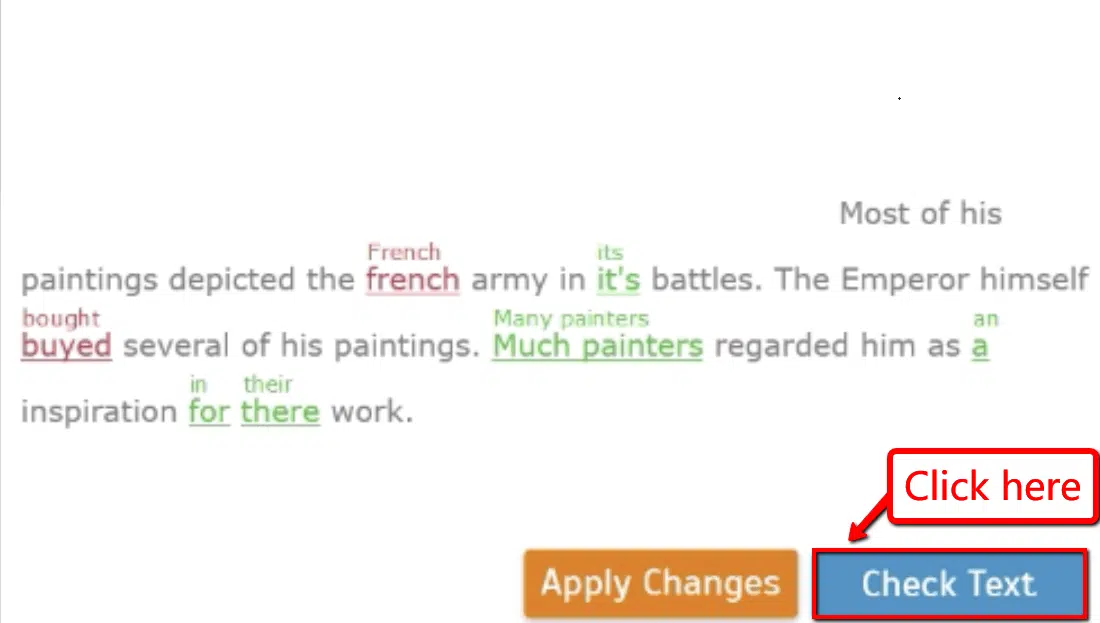 Most of his
French its
paintings depicted the french army in it's battles. The Emperor himself
bought Many painters an
buyed several of his paintings. Much painters regarded him as a
in their
inspiration for there work.
Click here
Apply Changes Check Text